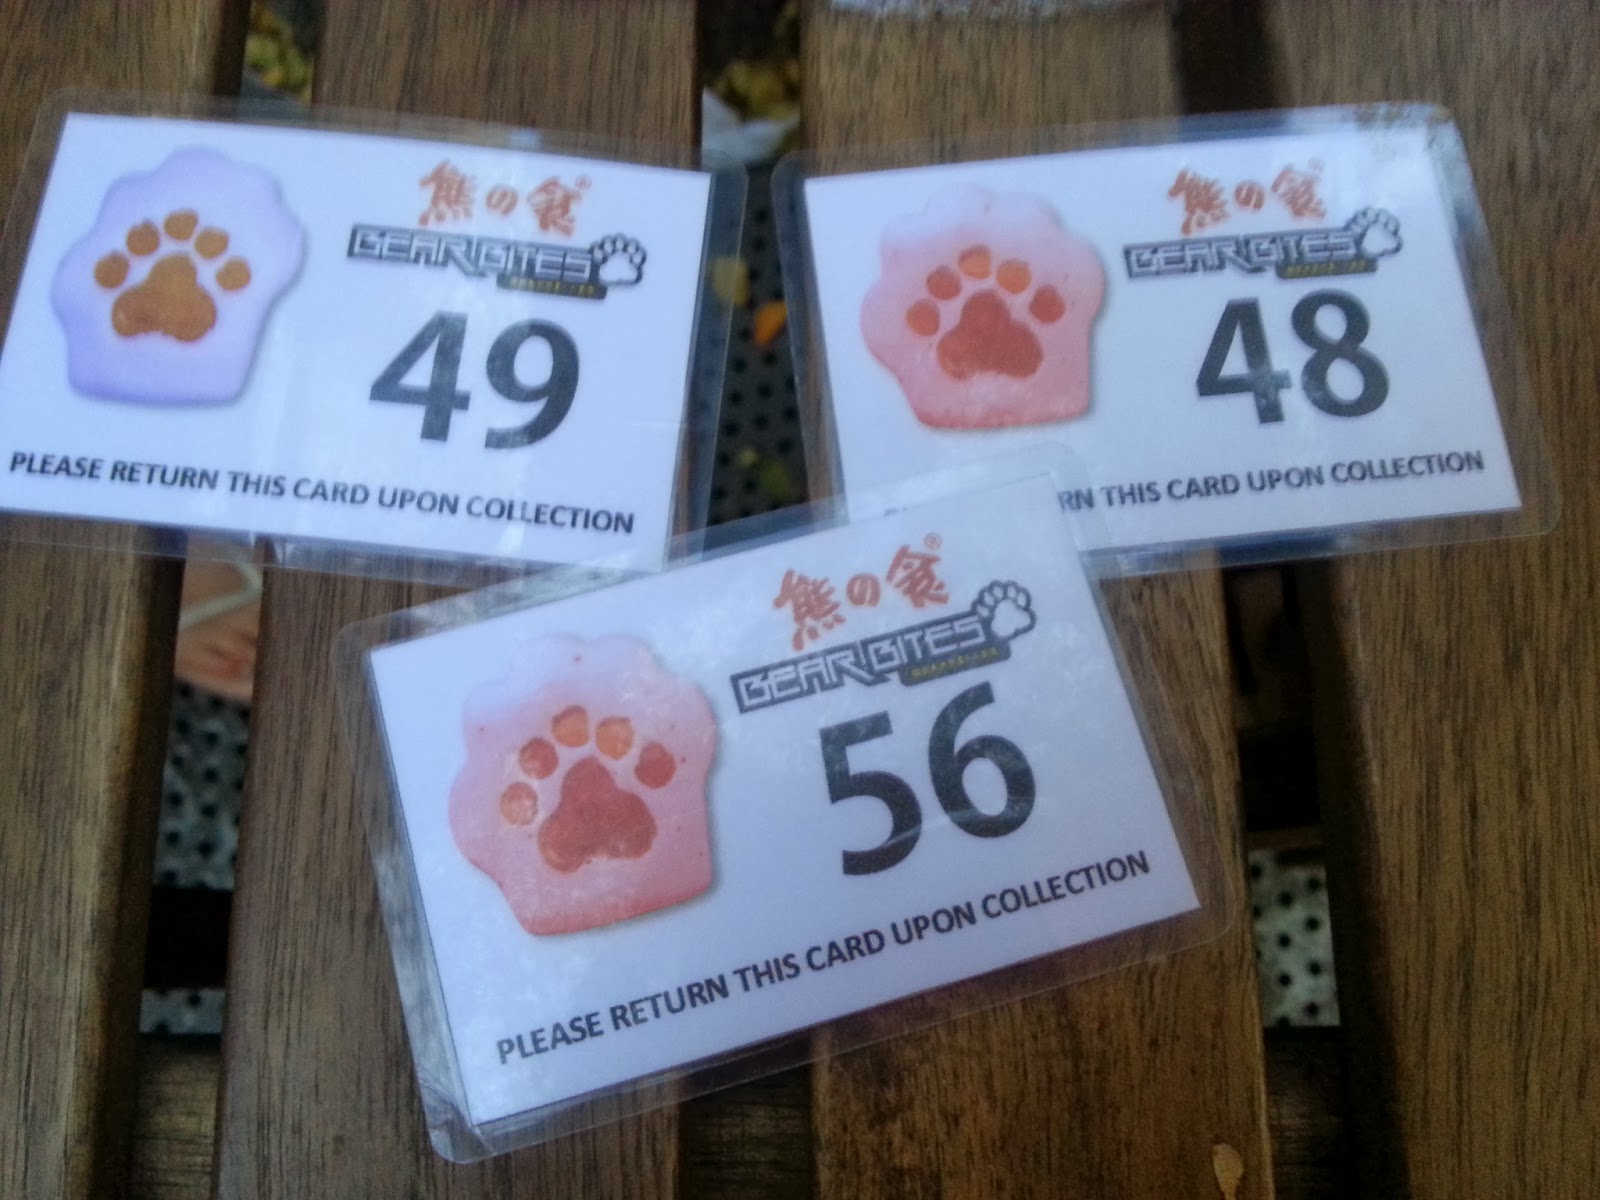 熊の食®
BEAR BITES
49
PLEASE RETURN THIS CARD UPON COLLECTION
熊の食®
BEAR BITES
48
THIS CARD UPON COLLECTION
熊の食®
BEAR BITES
56
PLEASE RETURN THIS CARD UPON COLLECTION